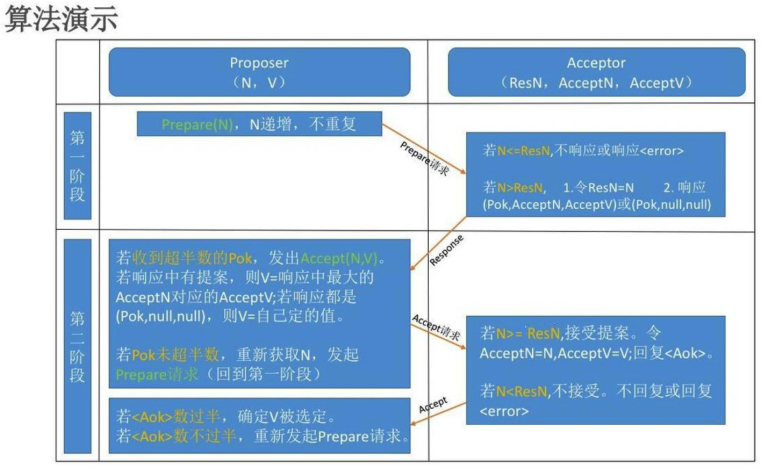 算法演示
Proposer
（N，V）
Acceptor
（ResN，AcceptN，AcceptV）
第一阶段
Prepare(N)，N递增，不重复
Prepare请求
若N<=ResN,不响应或响应<error>
若N>ResN, 1.令ResN=N 2. 响应
(Pok,AcceptN,AcceptV)或(Pok,null,null)
Response
第二阶段
若收到超半数的Pok，发出Accept(N,V)。
若响应中有提案，则V=响应中最大的
AcceptN对应的AcceptV;若响应都是
(Pok,null,null)，则V=自己定的值。
若Pok未超半数，重新获取N，发起
Prepare请求（回到第一阶段）
Accept请求
若N>= ResN,接受提案。令
AcceptN=N,AcceptV=V;回复<Aok>。
若N<ResN,不接受。不回复或回复
<error>
Accept
若<Aok>数过半，确定V被选定。
若<Aok>数不过半，重新发起Prepare请求。